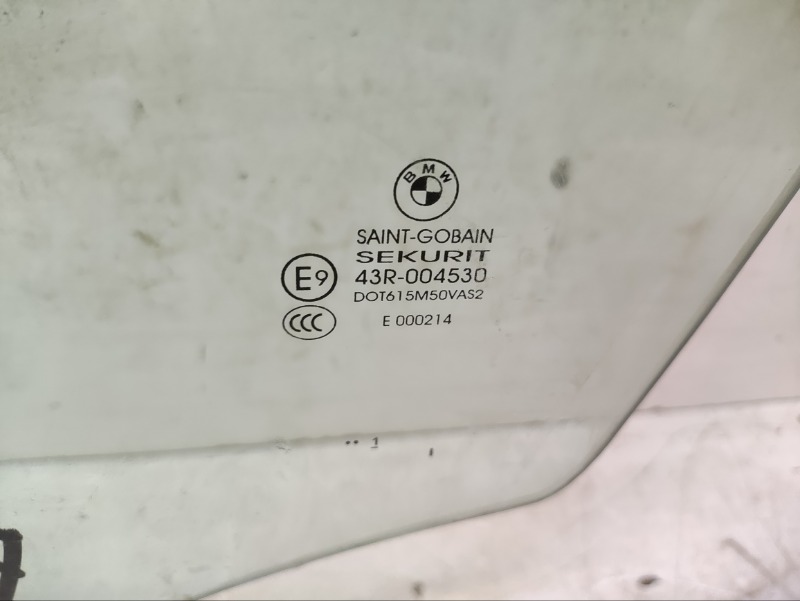 BMW
SAINT-GOBAIN
SEKURIT
E9
43R-004530
DOT615M50VAS2
CCC
E 000214
•• 1